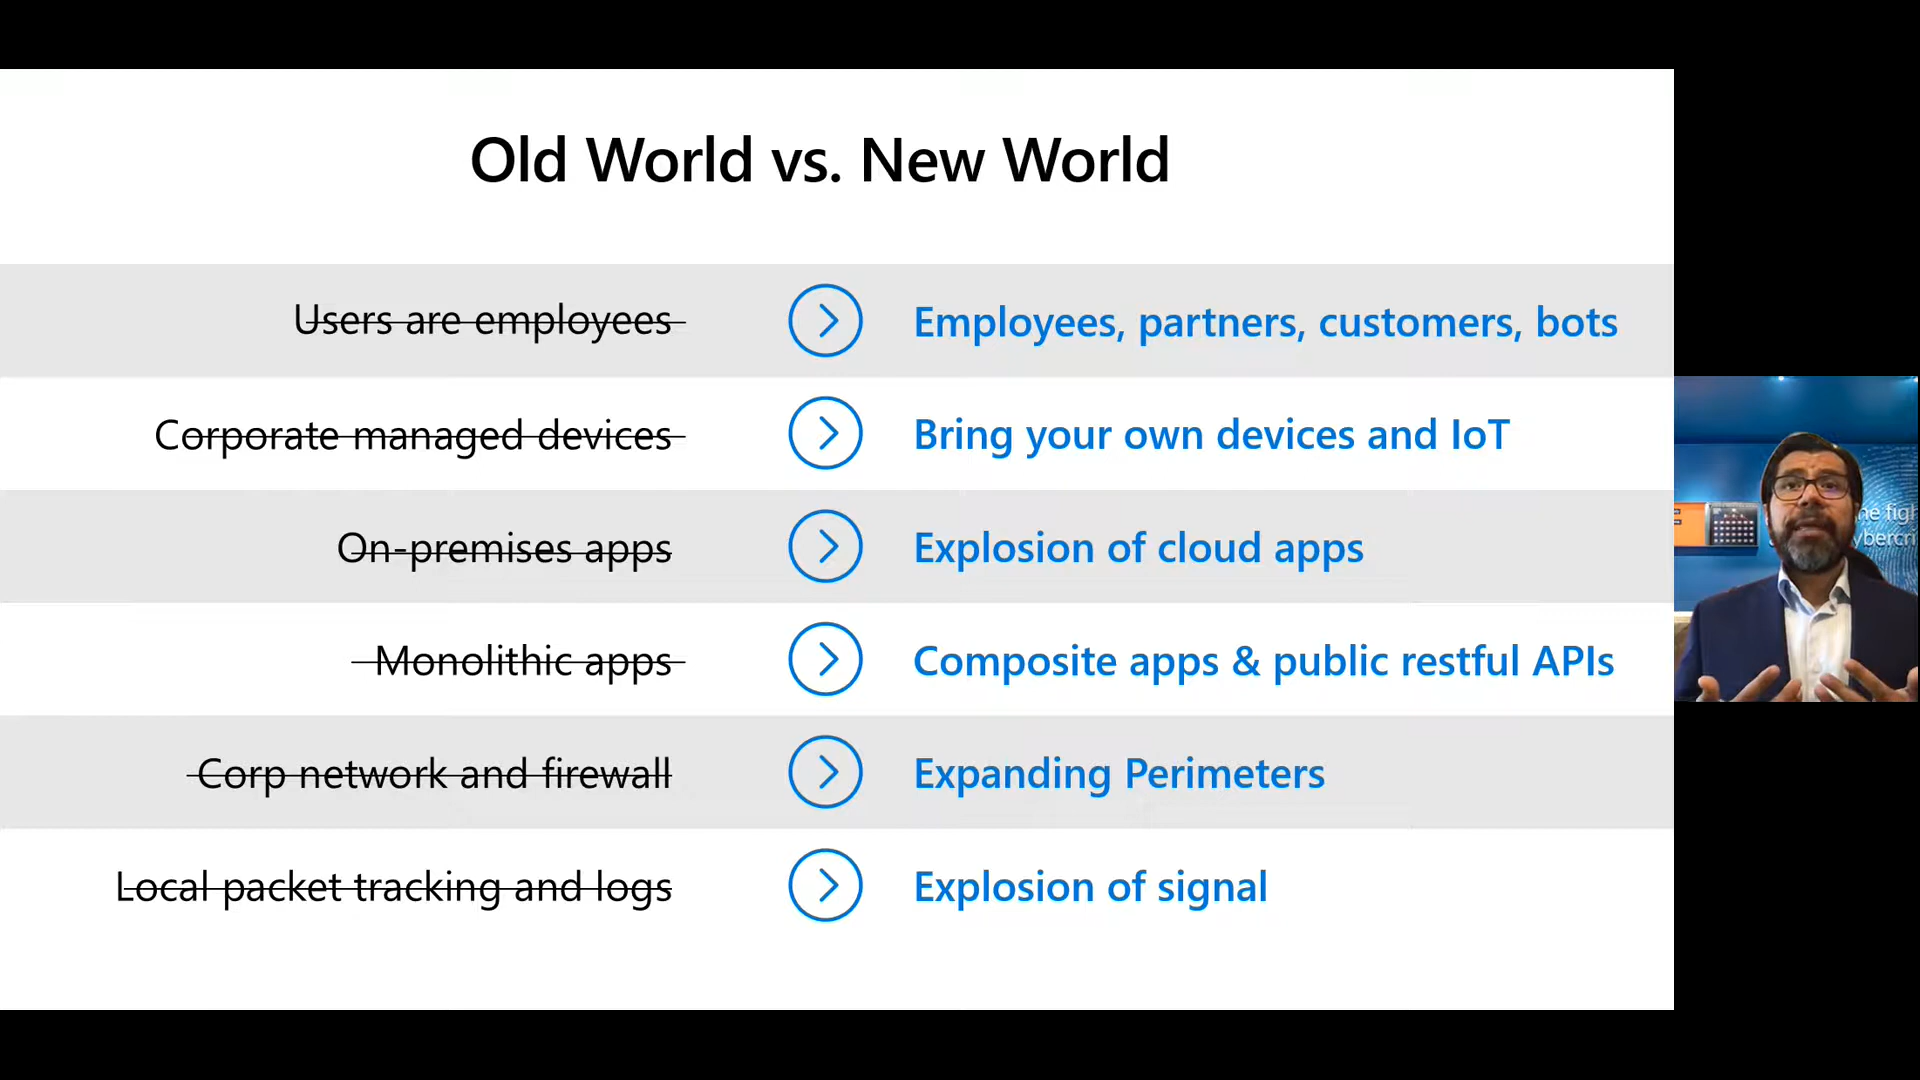 Old World vs. New World
Users are employees
Employees, partners, customers, bots
Corporate managed devices
Bring your own devices and IoT
On-premises apps
Explosion of cloud apps
Monolithic apps
Composite apps & public restful APIs
Corp network and firewall
Expanding Perimeters
Local packet tracking and logs
Explosion of signal